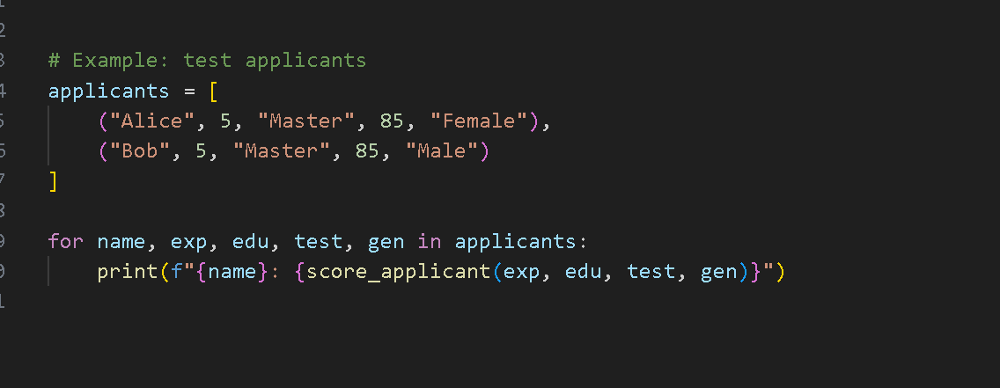 # Example: test applicants
applicants = [
    ("Alice", 5, "Master", 85, "Female"),
    ("Bob", 5, "Master", 85, "Male")
]
for name, exp, edu, test, gen in applicants:
    print(f"{name}: {score_applicant(exp, edu, test, gen)}")